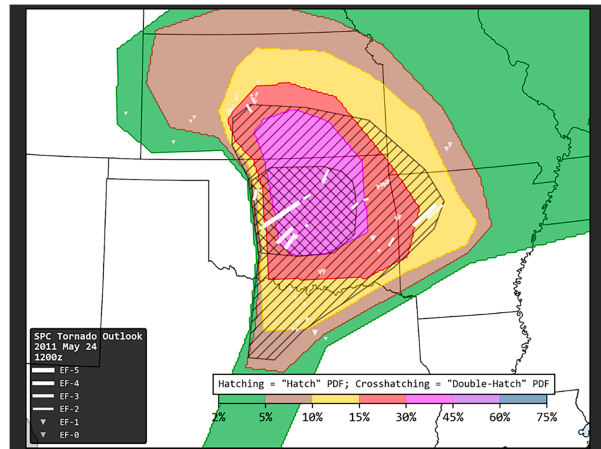 SPC Tornado Outlook
2011 May 24
1200z
EF-5
EF-4
EF-3
EF-2
EF-1
EF-0
Hatching = "Hatch" PDF; Crosshatching = "Double-Hatch" PDF
2% 5% 10% 15% 30% 45% 60% 75%